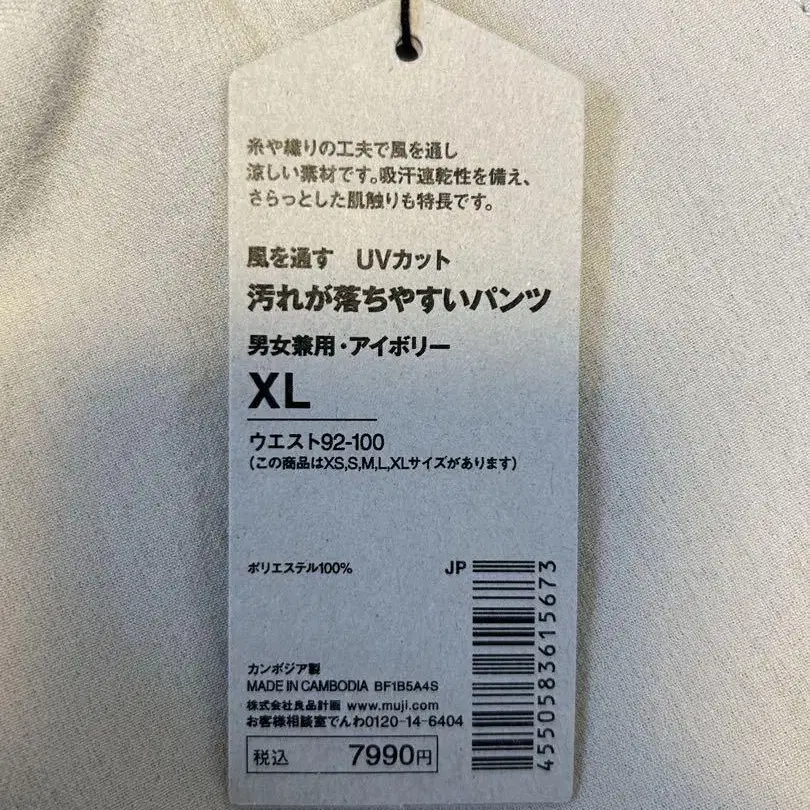 糸や織りの工夫で風を通し
涼しい素材です。吸汗速乾性を備え、
さらっとした肌触りも特長です。
風を通す UVカット
汚れが落ちやすいパンツ
男女兼用・アイボリー
XL
ウエスト92-100
(この商品はXS,S,M,L,XLサイズがあります)
ポリエステル100%
JP
4550583615673
カンボジア製
MADE IN CAMBODIA BF1B5A4S
株式会社良品計画 www.muji.com
お客様相談室でんわ0120-14-6404
税込 7990円